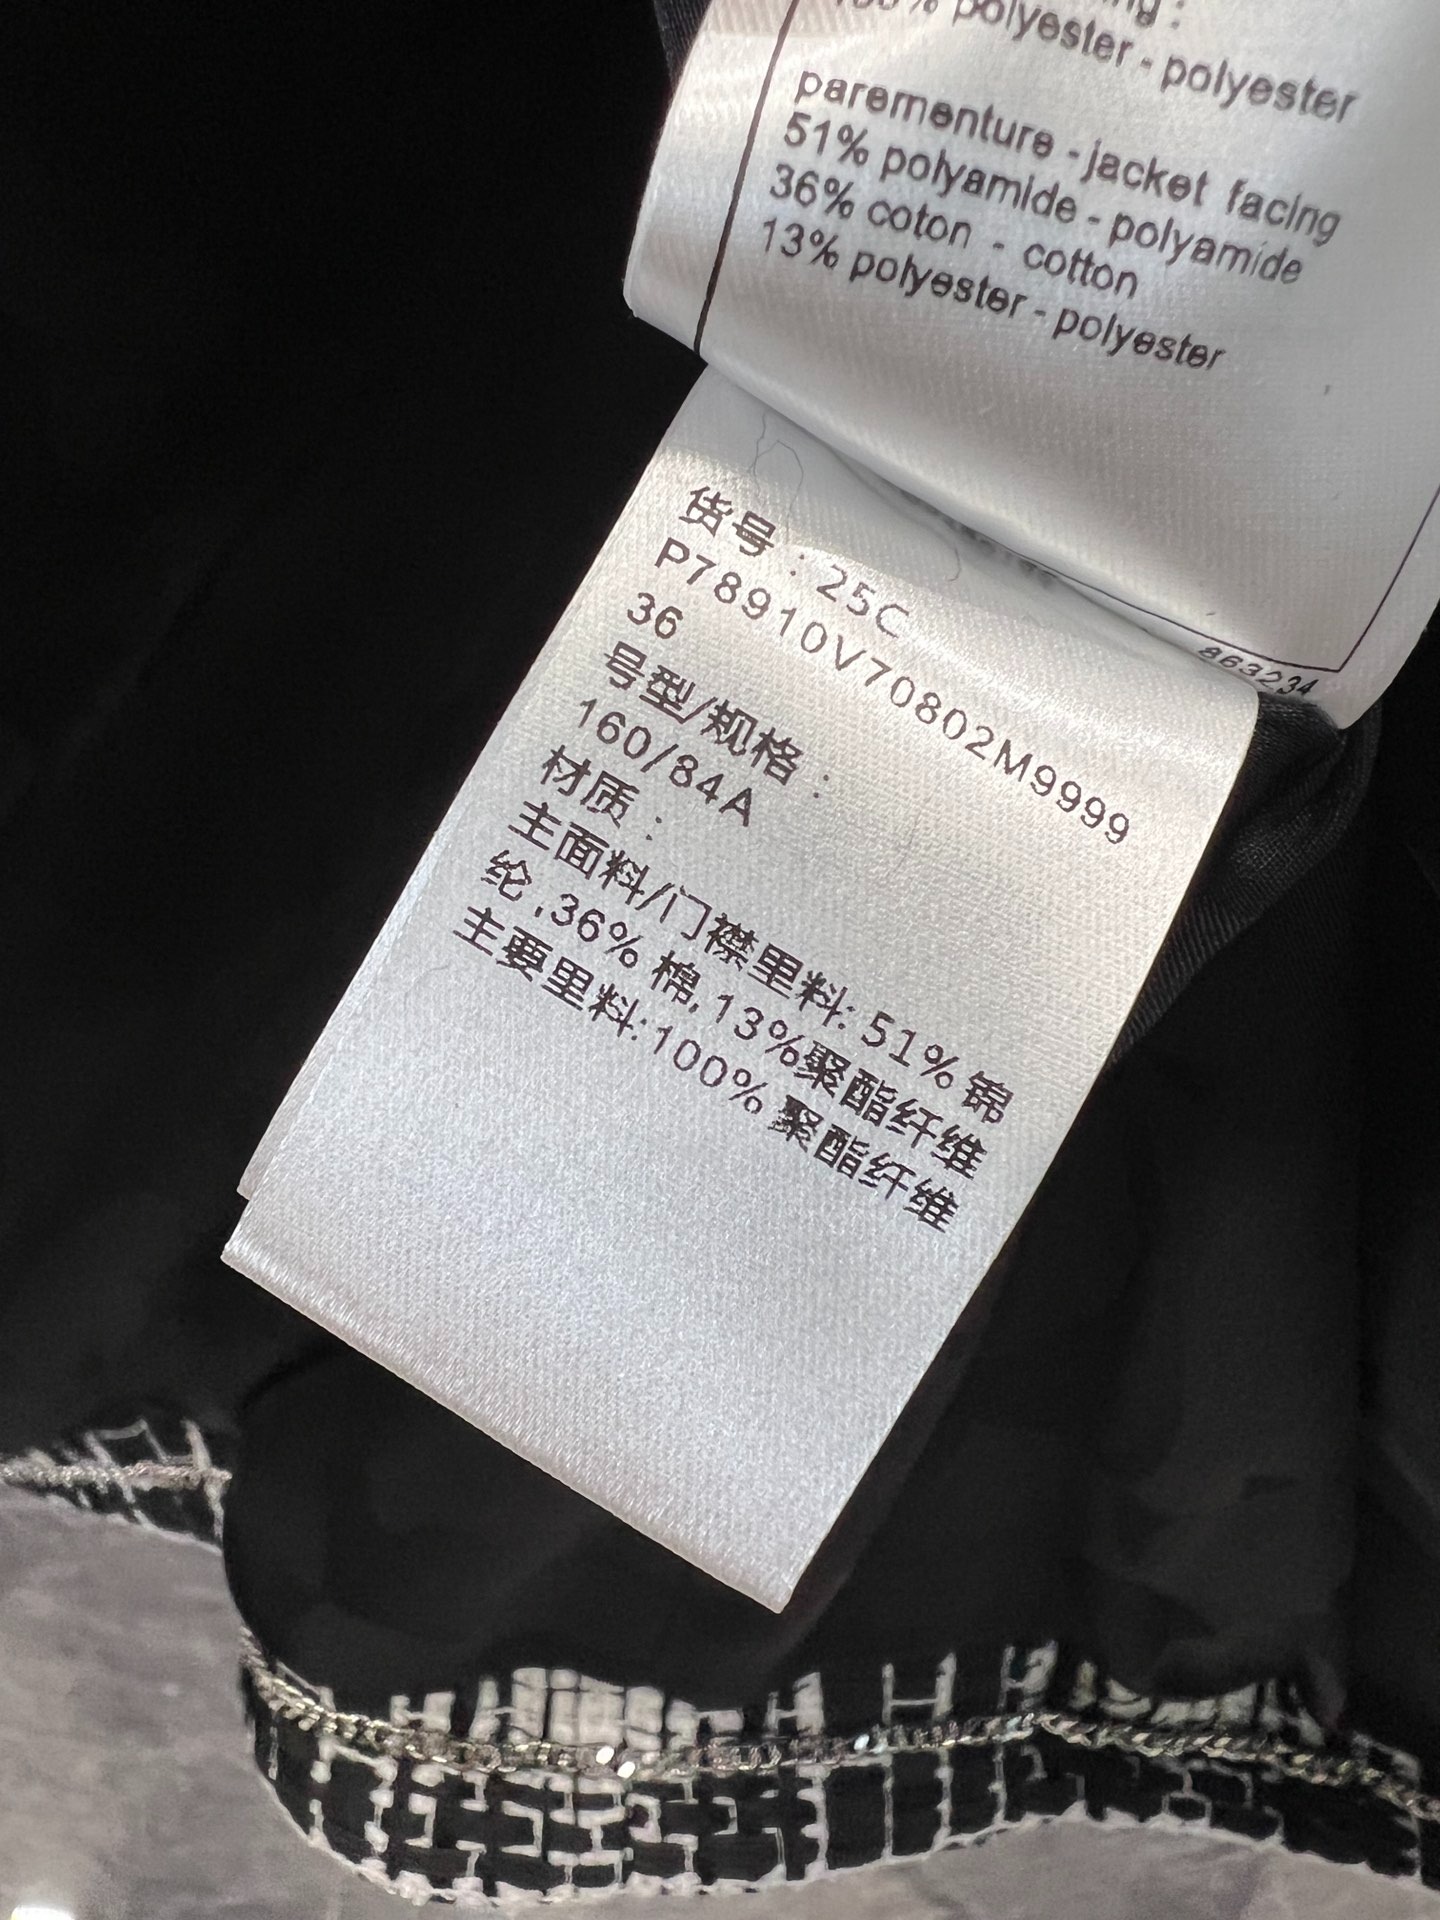 polyester - polyester
parementure - jacket facing
51% polyamide - polyamide
36% coton - cotton
13% polyester - polyester
863234
货号：25C
P78910V70802M9999
36
号型/规格：
160/84A
材质：
主面料/门襟里料: 51% 锦
纶,36% 棉,13%聚酯纤维
主要里料:100% 聚酯纤维